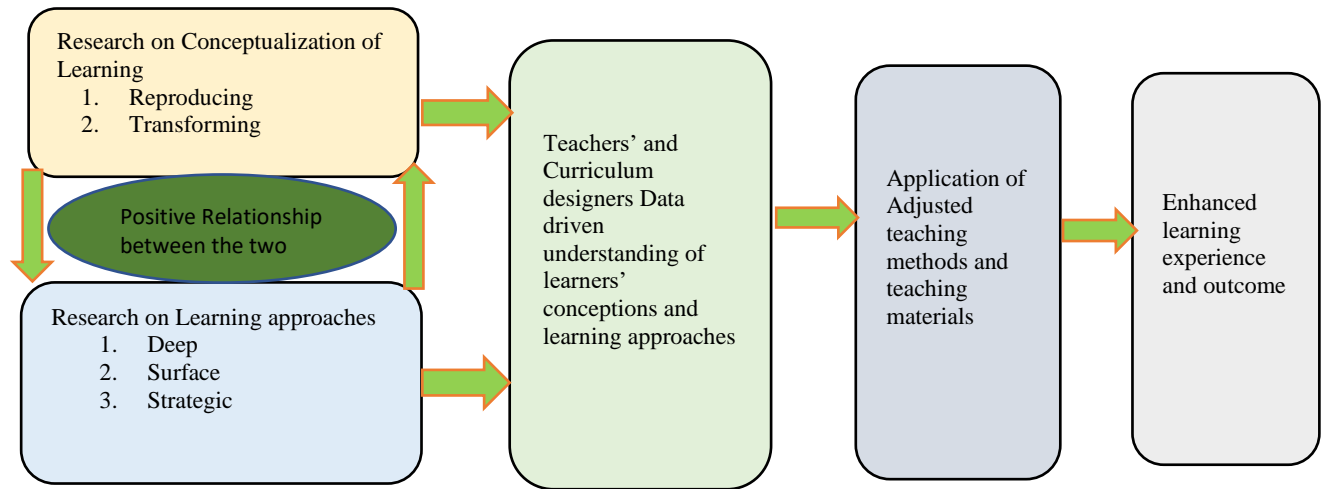 Research on Conceptualization of
Learning
1. Reproducing
2. Transforming
Positive Relationship
between the two
Research on Learning approaches
1. Deep
2. Surface
3. Strategic
Teachers’ and
Curriculum
designers Data
driven
understanding of
learners’
conceptions and
learning approaches
Application of
Adjusted
teaching
methods and
teaching
materials
Enhanced
learning
experience
and outcome